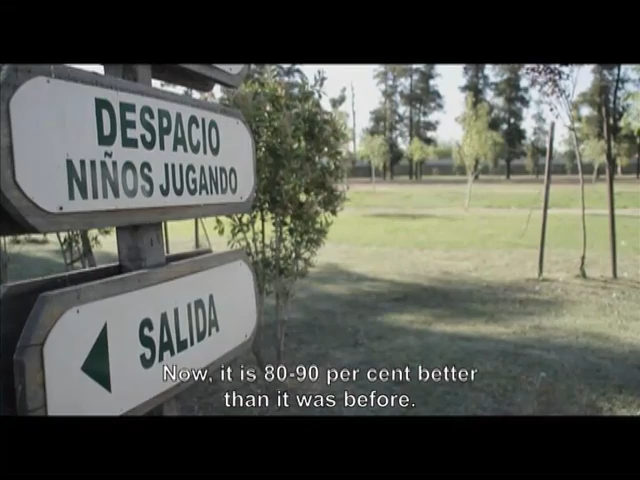 DESPACIO
NIÑOS JUGANDO
SALIDA
Now, it is 80-90 per cent better
than it was before.